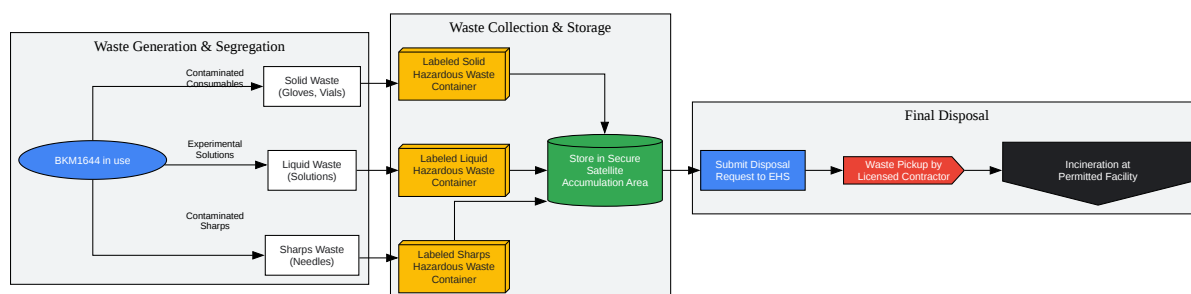 Waste Generation & Segregation
BKM1644 in use
Contaminated
Consumables
Experimental
Solutions
Contaminated
Sharps
Solid Waste
(Gloves, Vials)
Liquid Waste
(Solutions)
Sharps Waste
(Needles)
Waste Collection & Storage
Labeled Solid
Hazardous Waste
Container
Labeled Liquid
Hazardous Waste
Container
Labeled Sharps
Hazardous Waste
Container
Store in Secure
Satellite
Accumulation Area
Final Disposal
Submit Disposal
Request to EHS
Waste Pickup by
Licensed Contractor
Incineration at
Permitted Facility